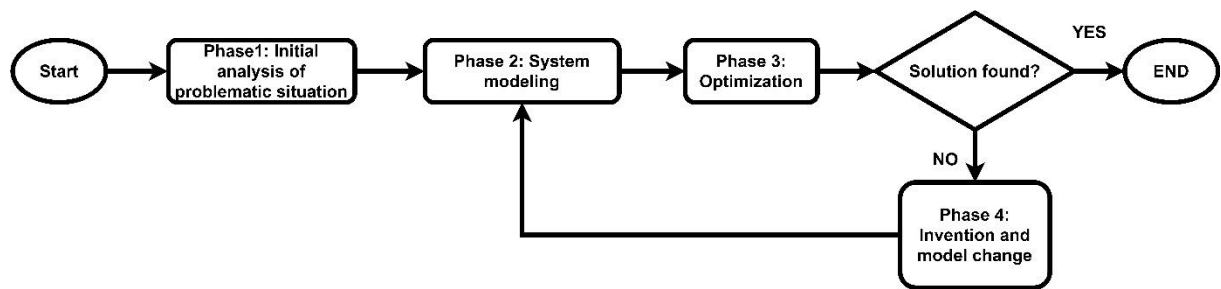 Start
Phase1: Initial
analysis of
problematic situation
Phase 2: System
modeling
Phase 3:
Optimization
Solution found?
YES
END
NO
Phase 4:
Invention and
model change